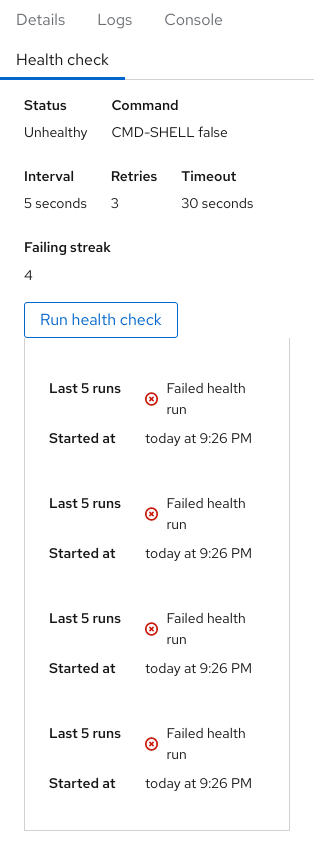 Details Logs Console
Health check
Status Command
Unhealthy CMD-SHELL false
Interval Retries Timeout
5 seconds 3 30 seconds
Failing streak
4
Run health check
Last 5 runs Failed health
run
Started at today at 9:26 PM
Last 5 runs Failed health
run
Started at today at 9:26 PM
Last 5 runs Failed health
run
Started at today at 9:26 PM
Last 5 runs Failed health
run
Started at today at 9:26 PM